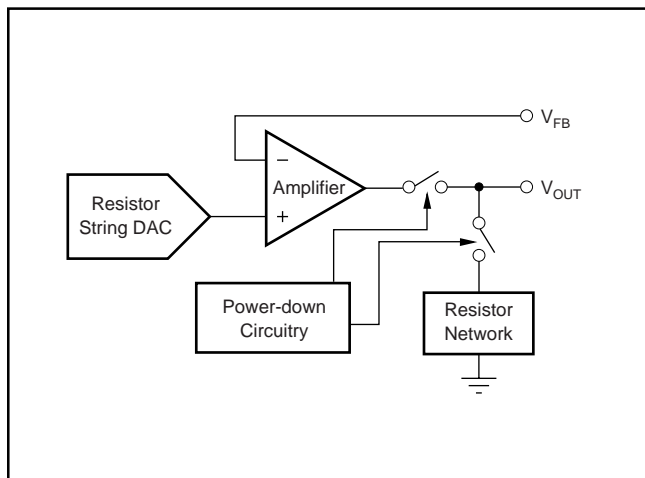 V_FB
−
Amplifier
+
Resistor
String DAC
V_OUT
Power-down
Circuitry
Resistor
Network